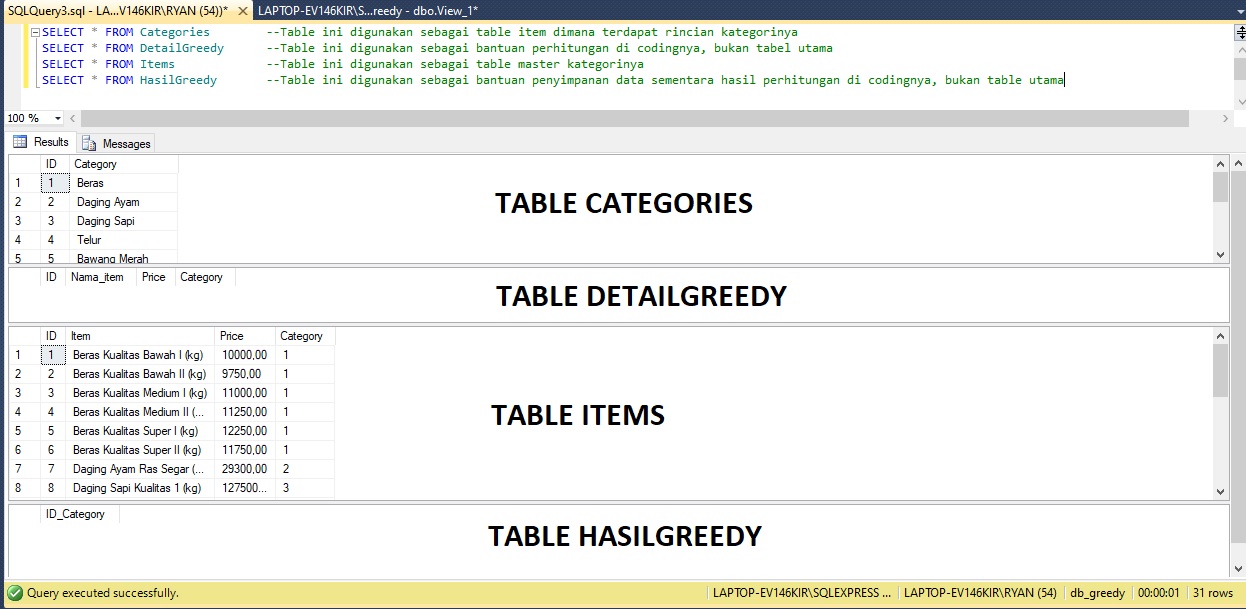 SQLQuery3.sql - LA...V146KIR\RYAN (54))* LAPTOP-EV146KIR\S...reedy - dbo.View_1*
SELECT * FROM Categories --Table ini digunakan sebagai table item dimana terdapat rincian kategorinya
SELECT * FROM DetailGreedy --Table ini digunakan sebagai bantuan perhitungan di codingnya, bukan tabel utama
SELECT * FROM Items --Table ini digunakan sebagai table master kategorinya
SELECT * FROM HasilGreedy --Table ini digunakan sebagai bantuan penyimpanan data sementara hasil perhitungan di codingnya, bukan table utama
100 %
Results Messages
ID Category
1 1 Beras
2 2 Daging Ayam
3 3 Daging Sapi
4 4 Telur
5 5 Bawang Merah
TABLE CATEGORIES
ID Nama_item Price Category
TABLE DETAILGREEDY
ID Item Price Category
1 1 Beras Kualitas Bawah I (kg) 10000,00 1
2 2 Beras Kualitas Bawah II (kg) 9750,00 1
3 3 Beras Kualitas Medium I (kg) 11000,00 1
4 4 Beras Kualitas Medium II (... 11250,00 1
5 5 Beras Kualitas Super I (kg) 12250,00 1
6 6 Beras Kualitas Super II (kg) 11750,00 1
7 7 Daging Ayam Ras Segar (... 29300,00 2
8 8 Daging Sapi Kualitas 1 (kg) 127500... 3
TABLE ITEMS
ID_Category
TABLE HASILGREEDY
Query executed successfully. LAPTOP-EV146KIR\SQLEXPRESS ... LAPTOP-EV146KIR\RYAN (54) db_greedy 00:00:01 31 rows